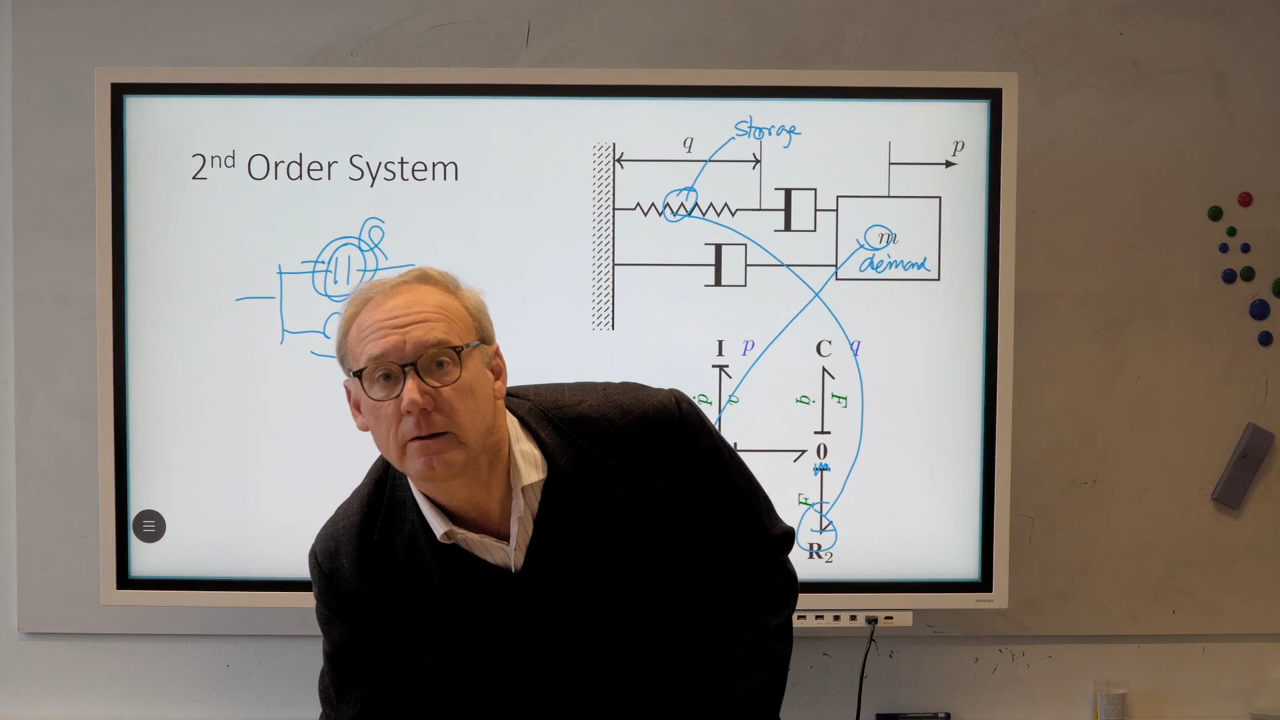 2nd Order System
storage
q
p
m
demand
I p
C q
ṗ v
q̇ F
0
F
R2